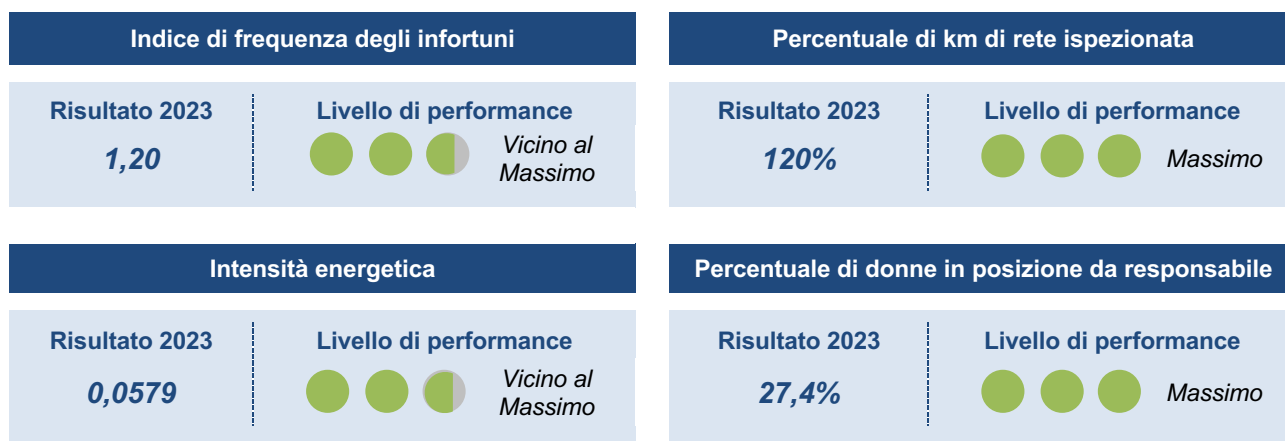 Indice di frequenza degli infortuni
Risultato 2023
1,20
Livello di performance
Vicino al
Massimo
Percentuale di km di rete ispezionata
Risultato 2023
120%
Livello di performance
Massimo
Intensità energetica
Risultato 2023
0,0579
Livello di performance
Vicino al
Massimo
Percentuale di donne in posizione da responsabile
Risultato 2023
27,4%
Livello di performance
Massimo